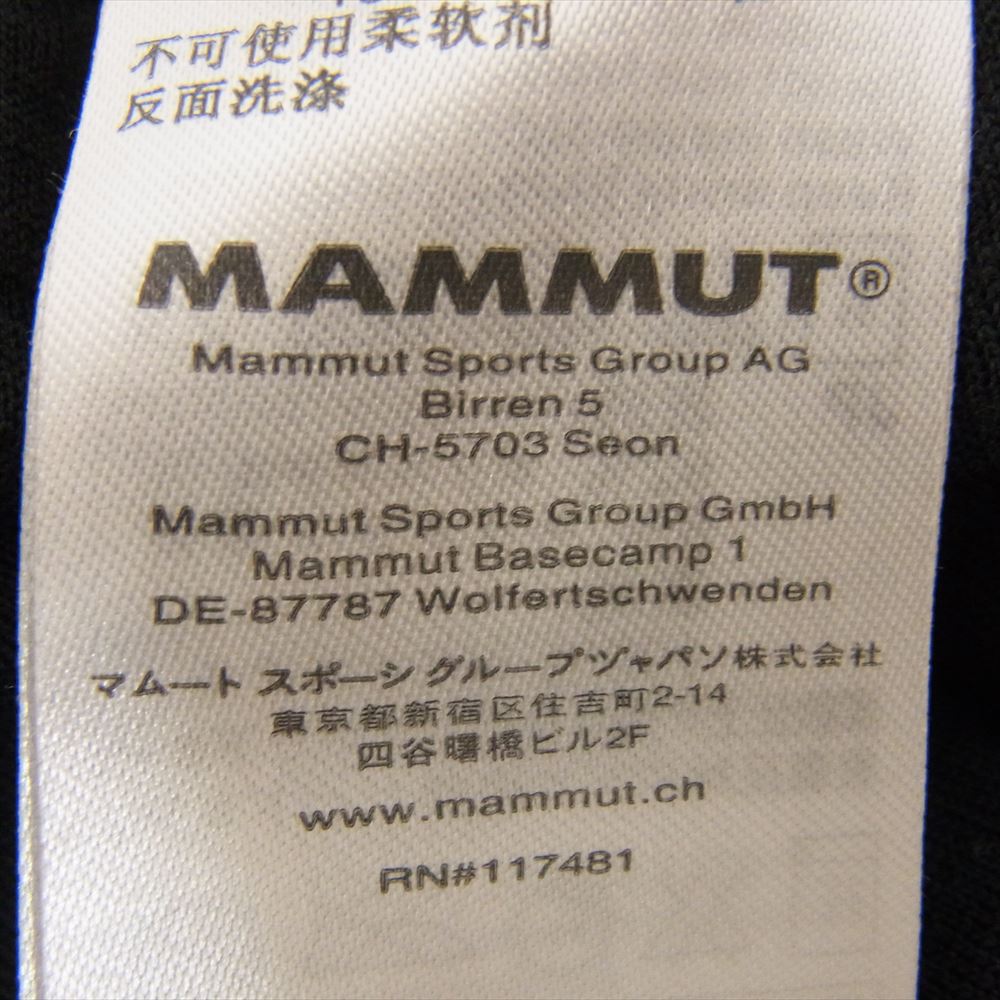 不可使用柔软剂
反面洗涤
MAMMUT®
Mammut Sports Group AG
Birren 5
CH-5703 Seon
Mammut Sports Group GmbH
Mammut Basecamp 1
DE-87787 Wolfertschwenden
マムート スポーシ グループヅャパソ株式会社
東京都新宿区住吉町2-14
四谷曙橋ビル2F
www.mammut.ch
RN#117481